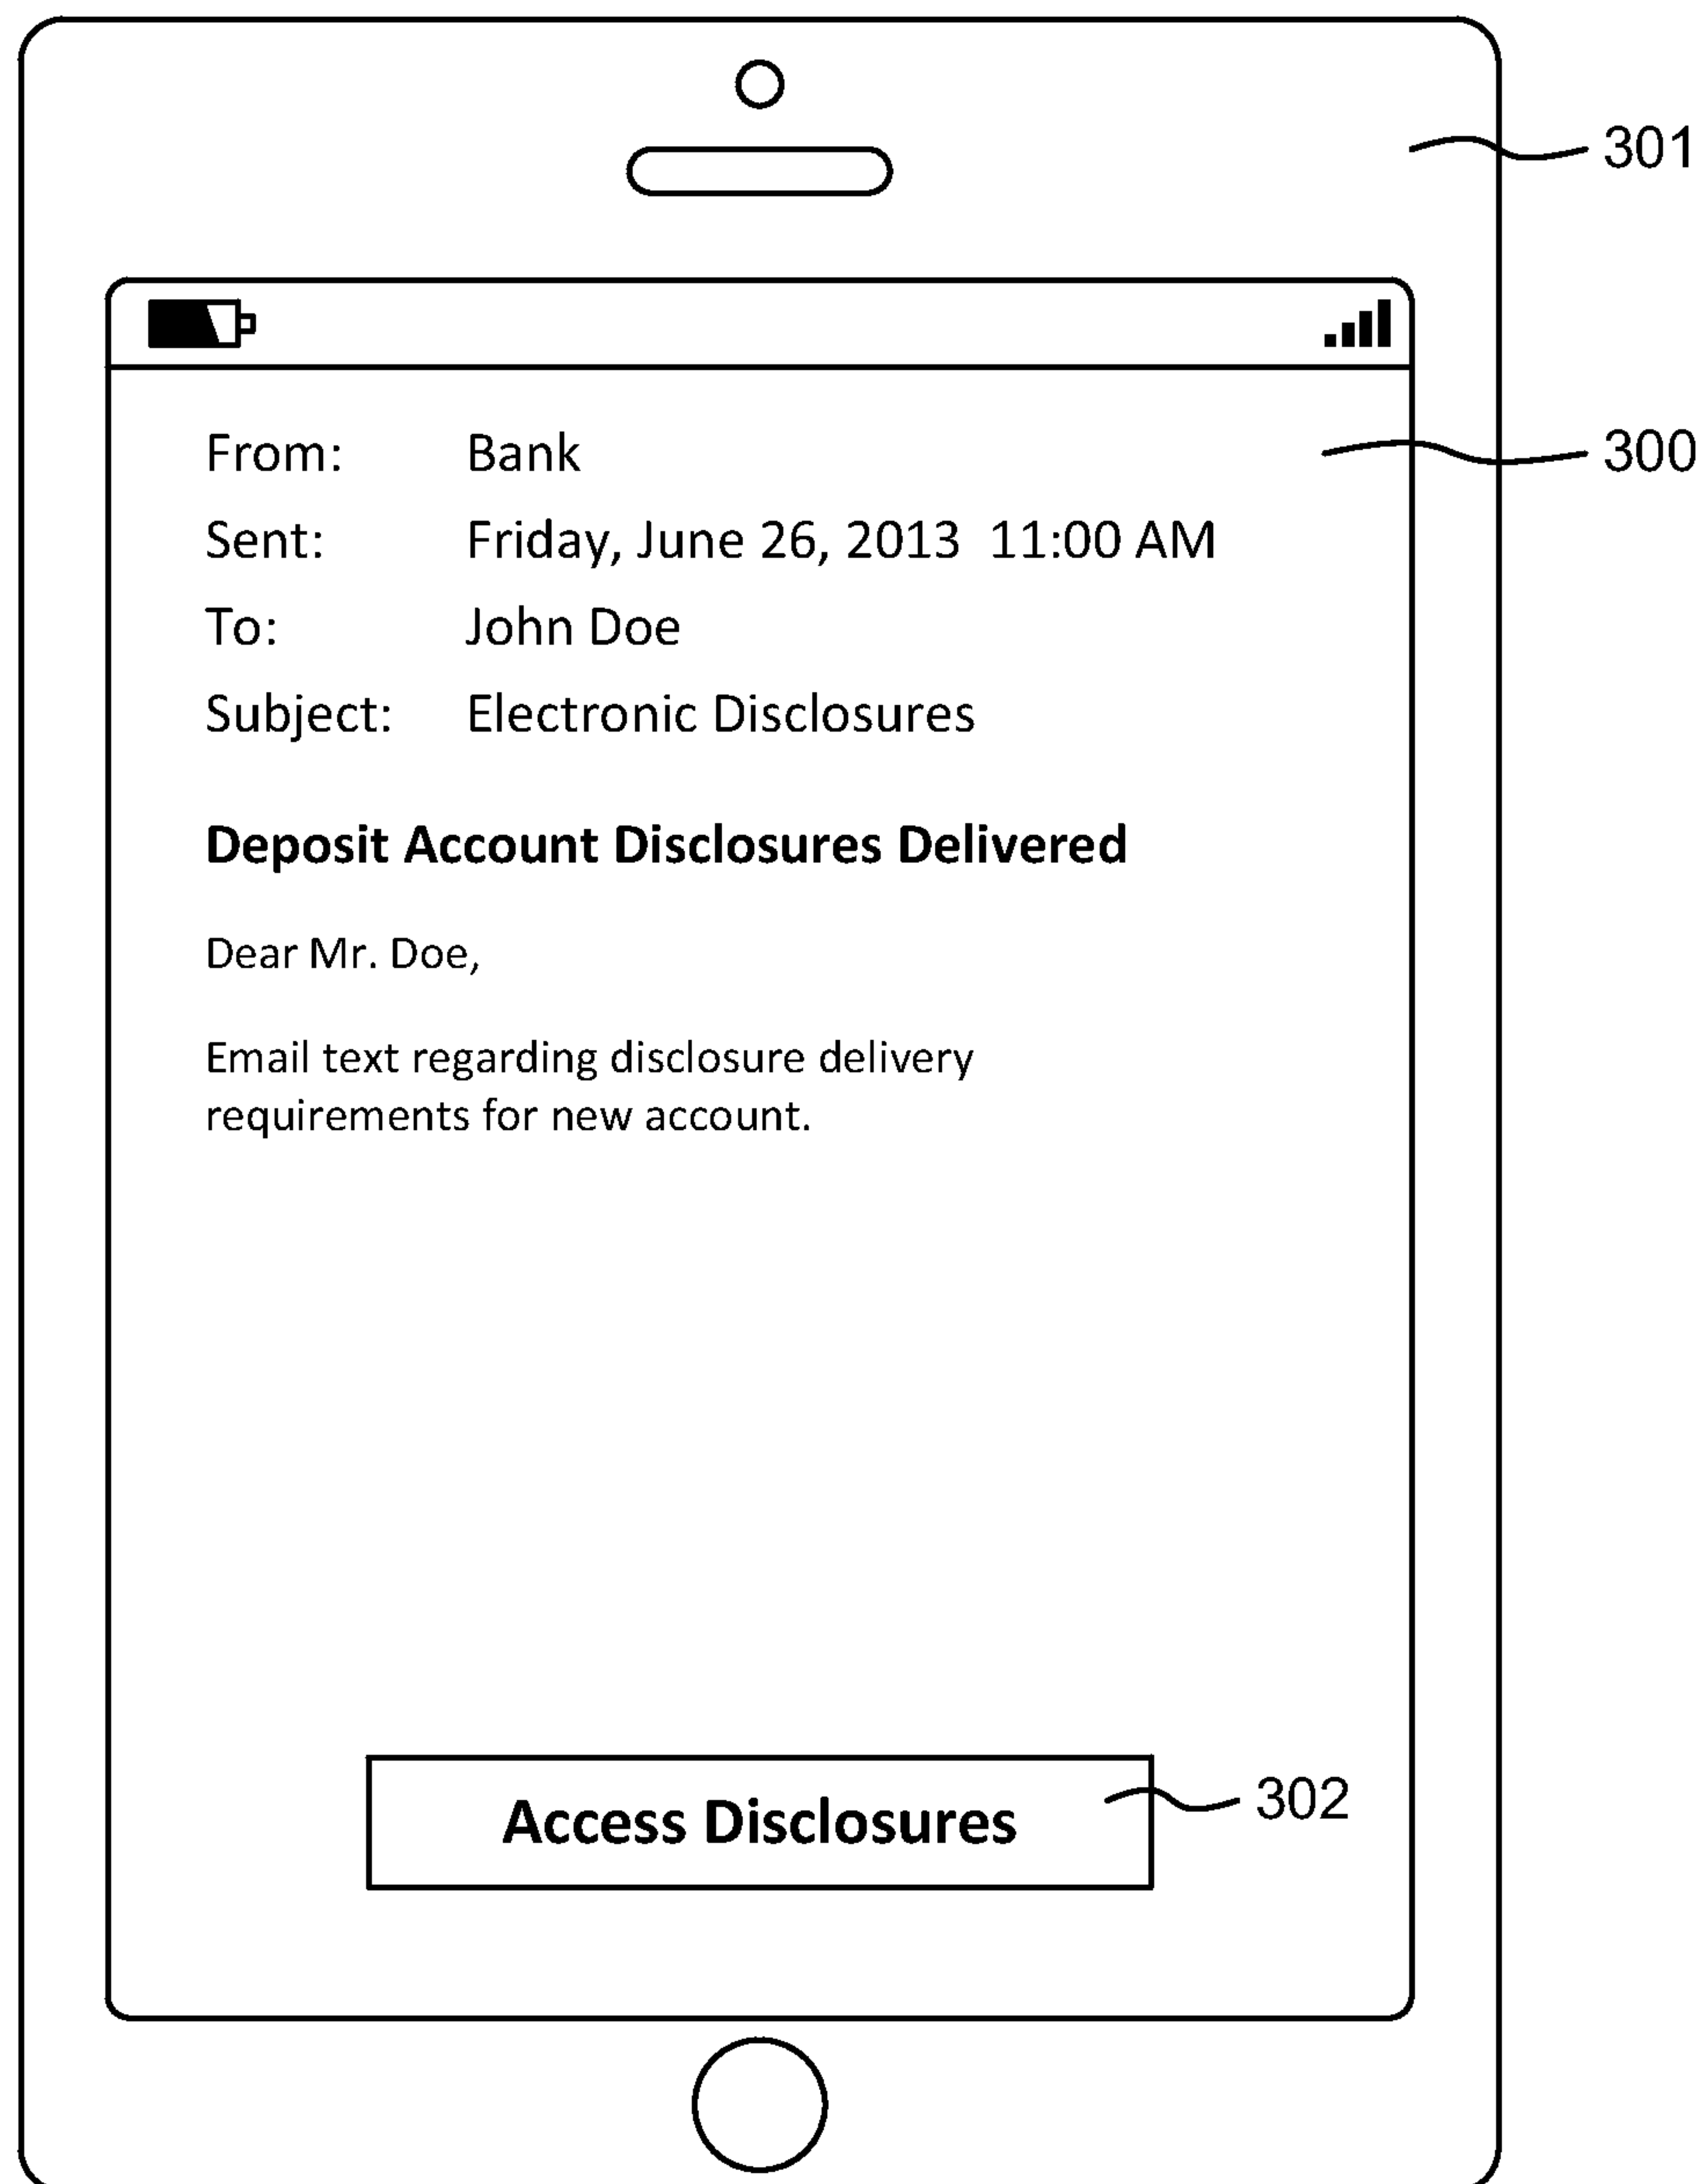 301
From: Bank
300
Sent: Friday, June 26, 2013 11:00 AM
To: John Doe
Subject: Electronic Disclosures
Deposit Account Disclosures Delivered
Dear Mr. Doe,
Email text regarding disclosure delivery
requirements for new account.
Access Disclosures
302